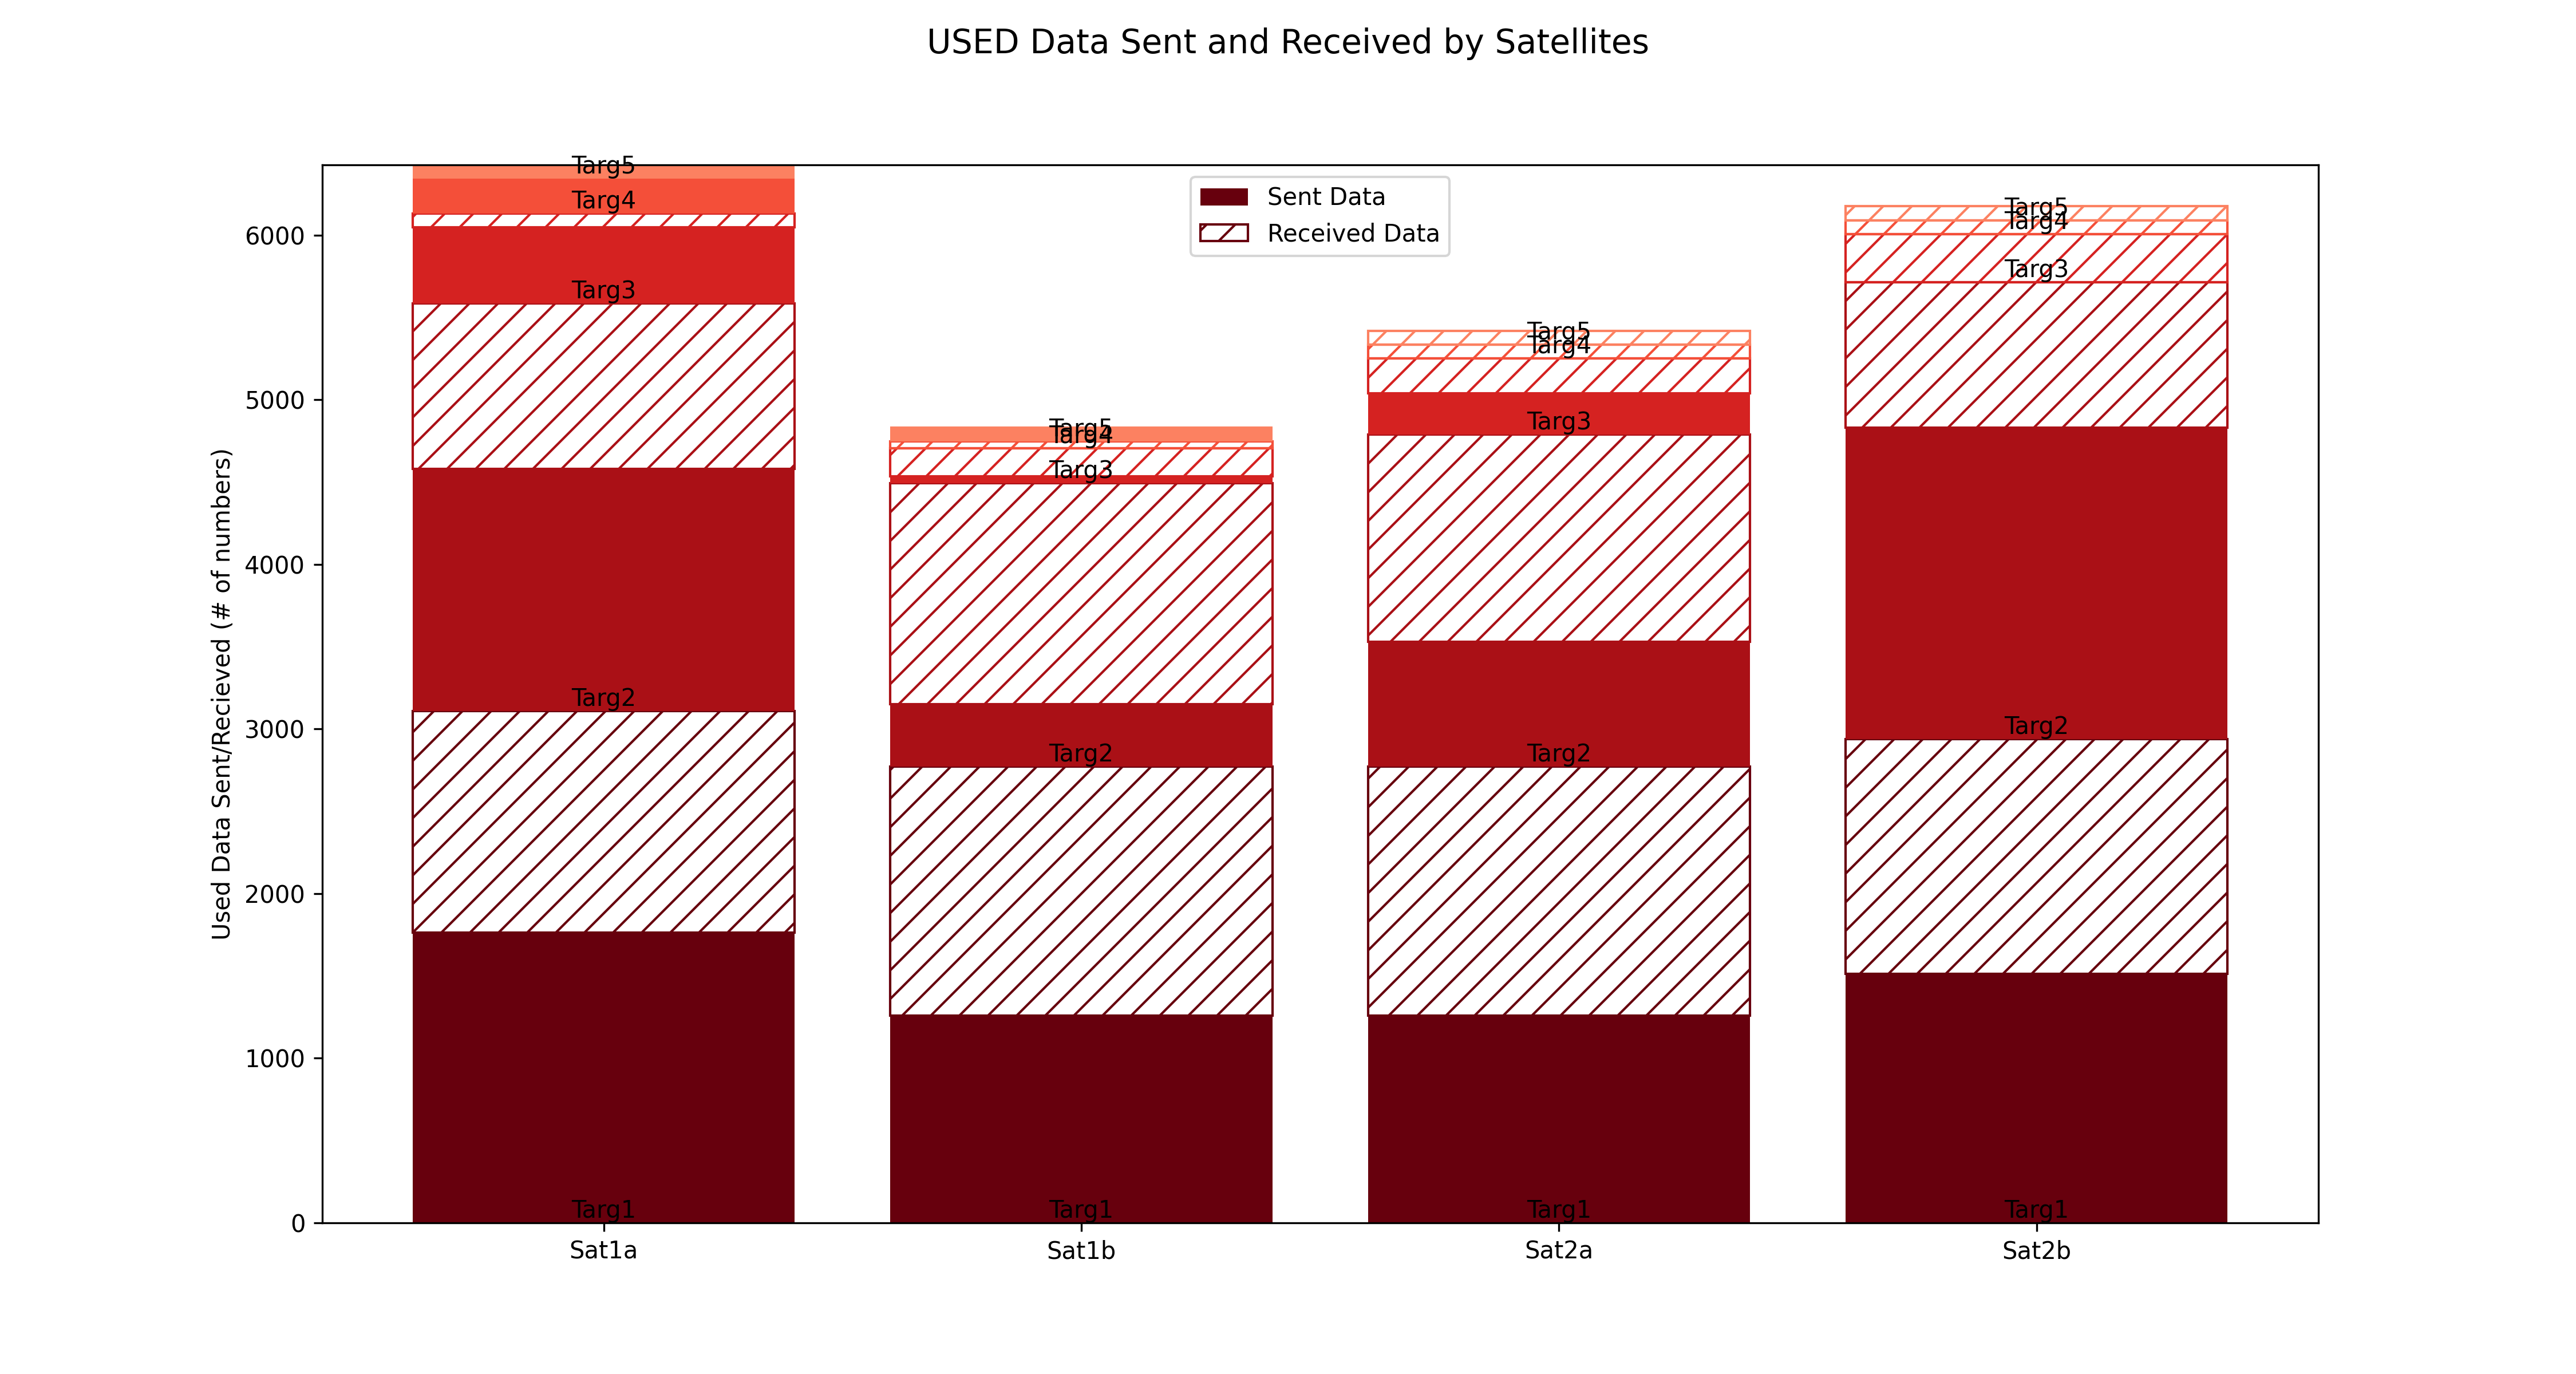 USED Data Sent and Received by Satellites
Used Data Sent/Recieved (# of numbers)
6000
5000
4000
3000
2000
1000
0
Sent Data
Received Data
Targ5
Targ4
Targ3
Targ2
Targ1
Targ5
Targ4
Targ3
Targ2
Targ1
Targ5
Targ4
Targ3
Targ2
Targ1
Targ5
Targ4
Targ3
Targ2
Targ1
Sat1a
Sat1b
Sat2a
Sat2b